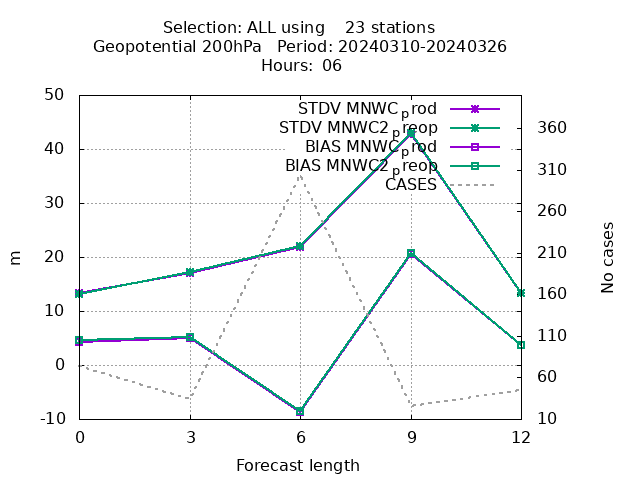 Selection: ALL using    23 stations
Geopotential 200hPa   Period: 20240310-20240326
Hours: 06
STDV MNWC_prod
STDV MNWC2_preop
BIAS MNWC_prod
BIAS MNWC2_preop
CASES
50
40
30
20
10
0
-10
m
360
310
260
210
160
110
60
10
No cases
0 3 6 9 12
Forecast length